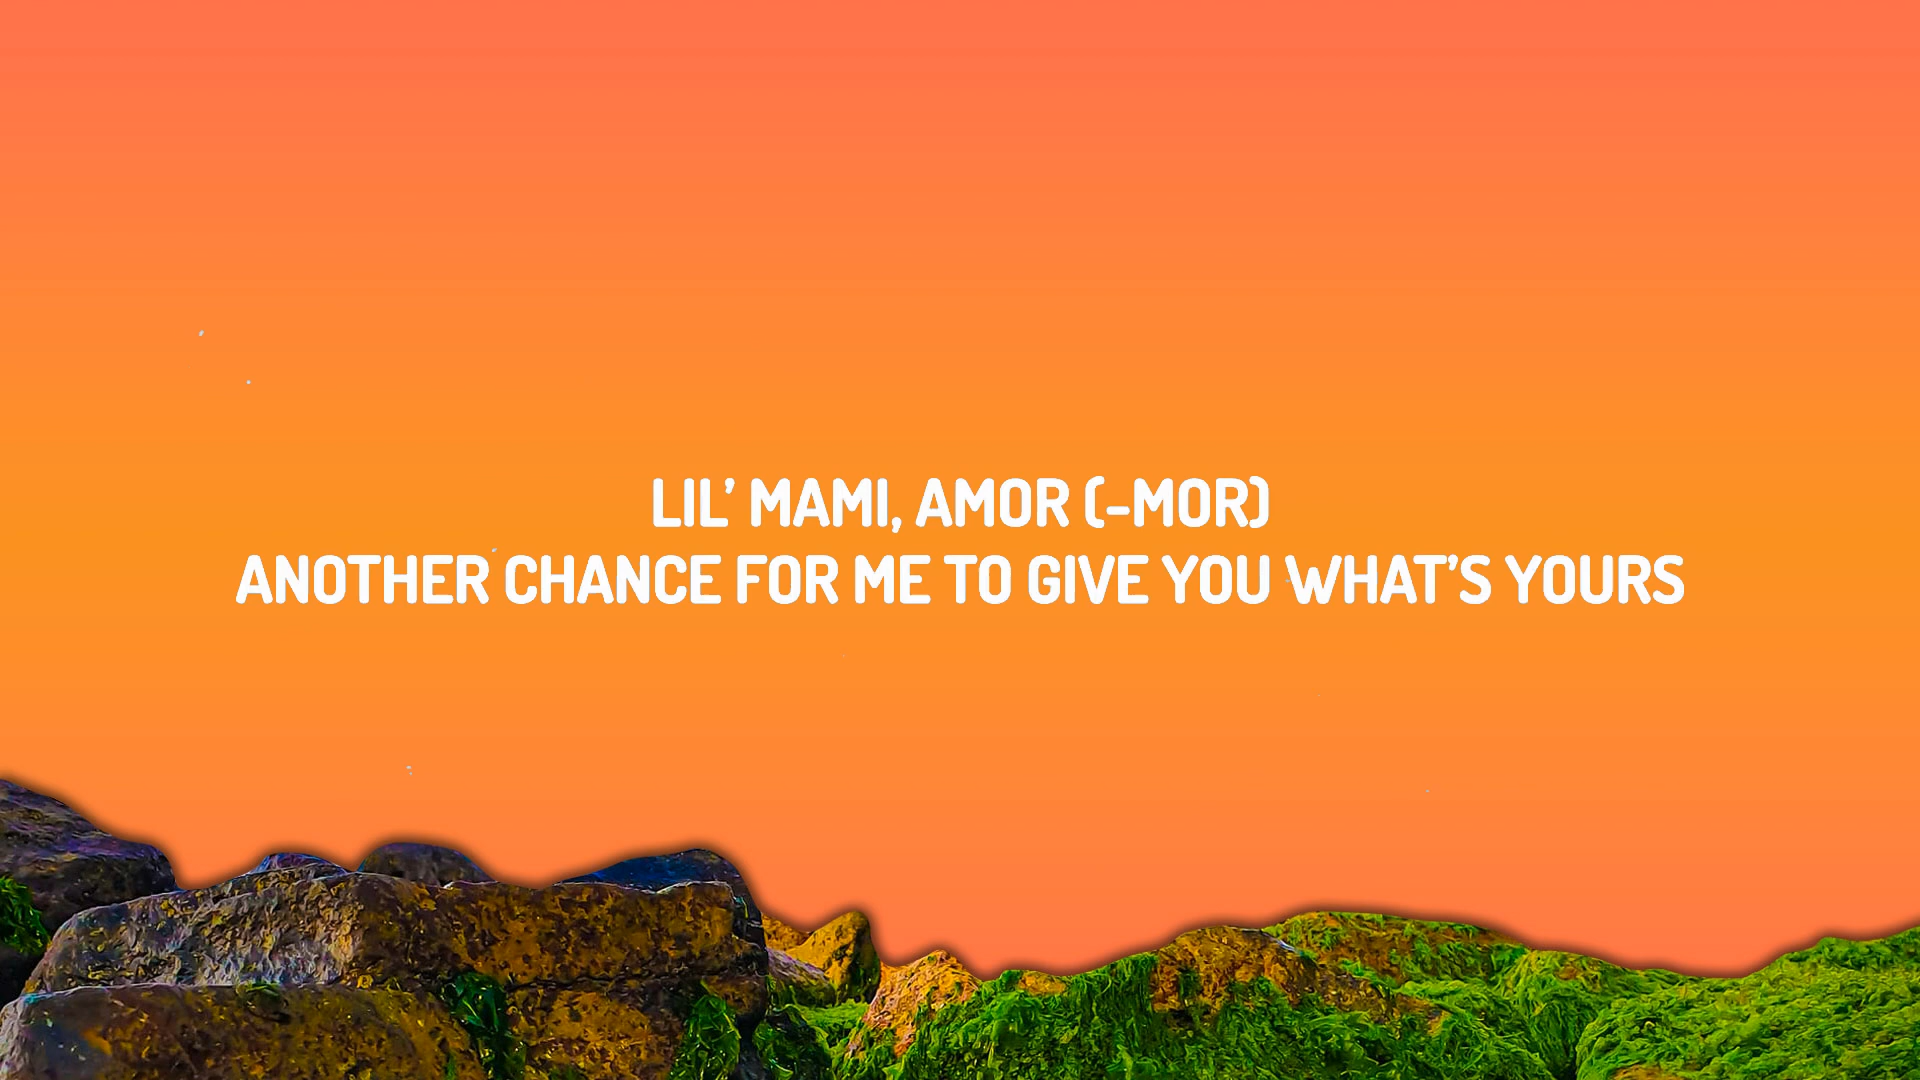 LIL’ MAMI, AMOR (-MOR)
ANOTHER CHANCE FOR ME TO GIVE YOU WHAT’S YOURS